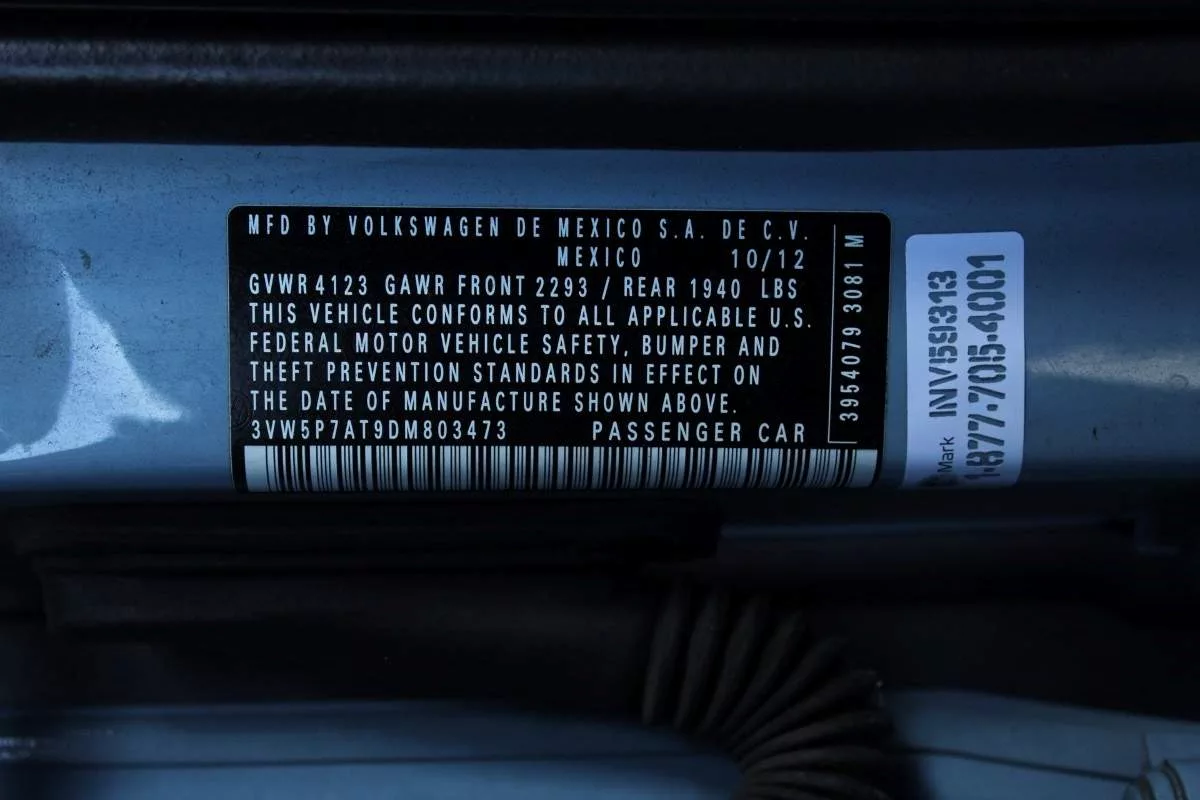 MFD BY VOLKSWAGEN DE MEXICO S.A. DE C.V.
MEXICO 10/12
GVWR 4123 GAWR FRONT 2293 / REAR 1940 LBS
THIS VEHICLE CONFORMS TO ALL APPLICABLE U.S.
FEDERAL MOTOR VEHICLE SAFETY, BUMPER AND
THEFT PREVENTION STANDARDS IN EFFECT ON
THE DATE OF MANUFACTURE SHOWN ABOVE.
3VW5P7AT9DM803473 PASSENGER CAR
3954079 3081 M
Mark INV159313
1-877-705-4001